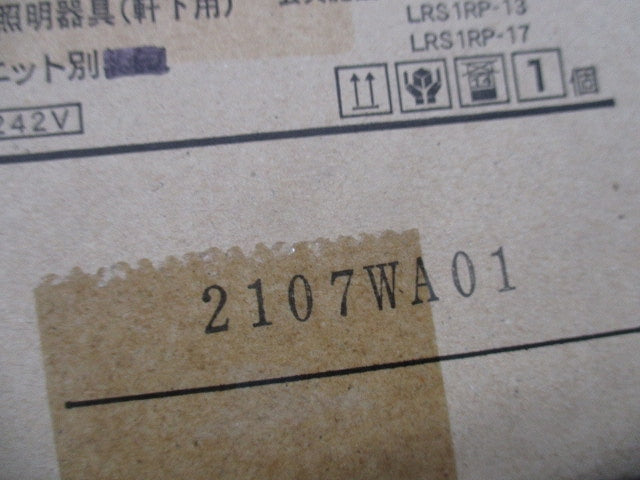 照明器具(軒下用)
LRS1RP-13
LRS1RP-17
ニット別
1個
242V
2107WA01